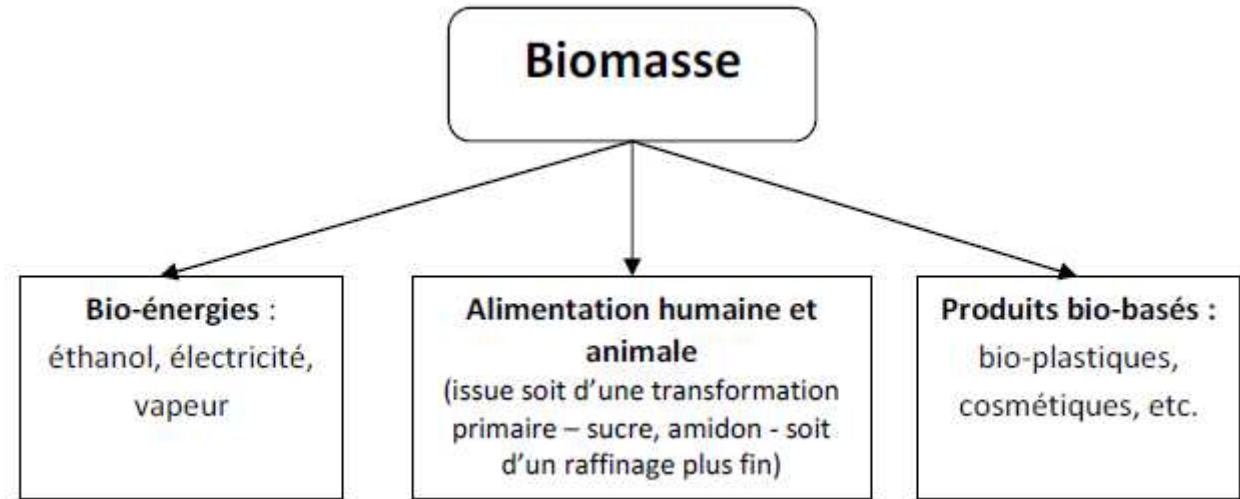 Biomasse
Bio-énergies :
éthanol, électricité,
vapeur
Alimentation humaine et
animale
(issue soit d'une transformation
primaire – sucre, amidon - soit
d'un raffinage plus fin)
Produits bio-basés :
bio-plastiques,
cosmétiques, etc.